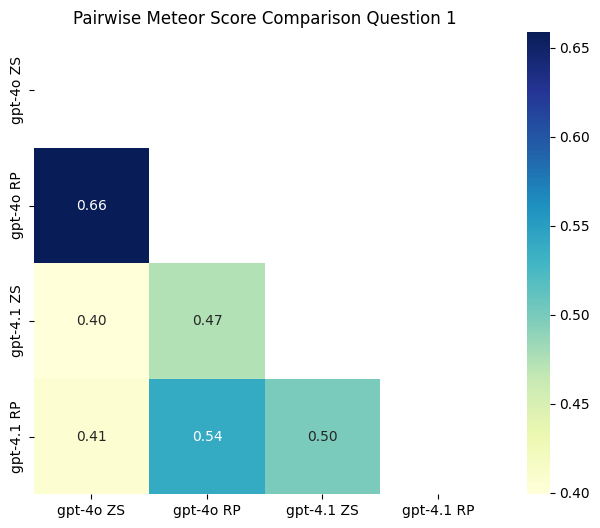 Pairwise Meteor Score Comparison Question 1
gpt-4o ZS
gpt-4o RP
0.66
gpt-4.1 ZS
0.40 0.47
gpt-4.1 RP
0.41 0.54 0.50
gpt-4o ZS gpt-4o RP gpt-4.1 ZS gpt-4.1 RP
0.65
0.60
0.55
0.50
0.45
0.40